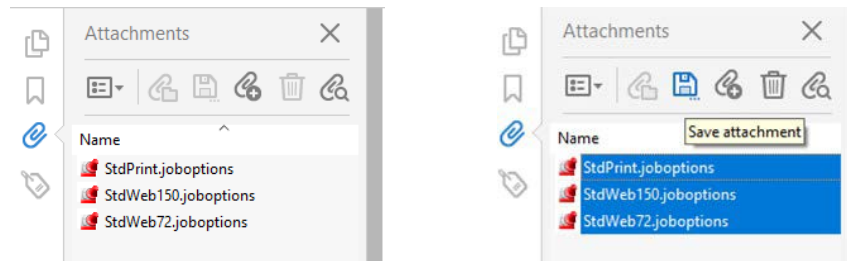 Attachments
Name
StdPrint.joboptions
StdWeb150.joboptions
StdWeb72.joboptions
Attachments
Save attachment
Name
StdPrint.joboptions
StdWeb150.joboptions
StdWeb72.joboptions